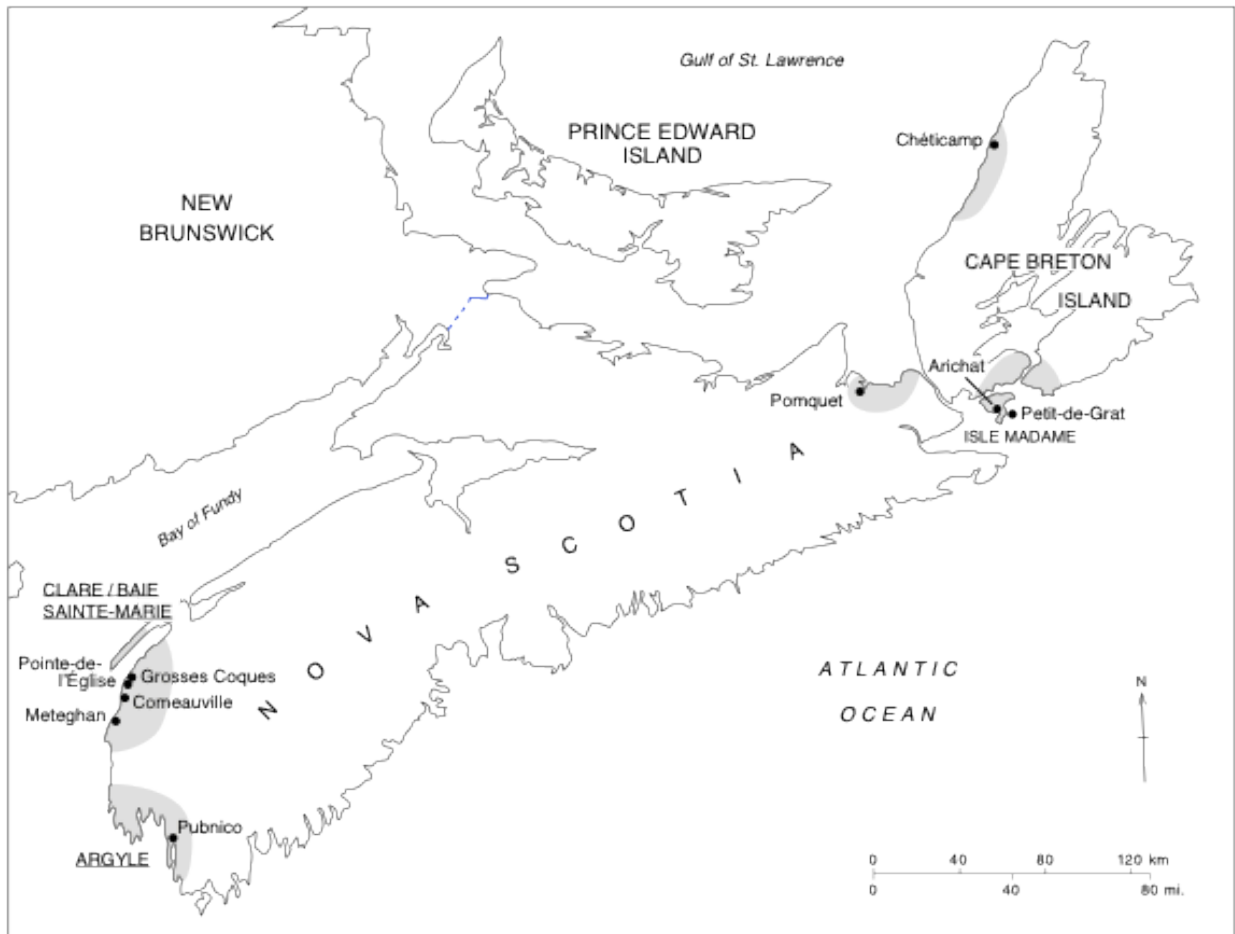 Gulf of St. Lawrence
PRINCE EDWARD
ISLAND
Chéticamp
NEW
BRUNSWICK
CAPE BRETON
ISLAND
Arichat
Pomquet
Petit-de-Grat
ISLE MADAME
NOVA SCOTIA
Bay of Fundy
CLARE / BAIE
SAINTE-MARIE
Pointe-de-
l'Église
Grosses Coques
Comeauville
Meteghan
ATLANTIC
OCEAN
N
Pubnico
ARGYLE
0 40 80 120 km
0 40 80 mi.